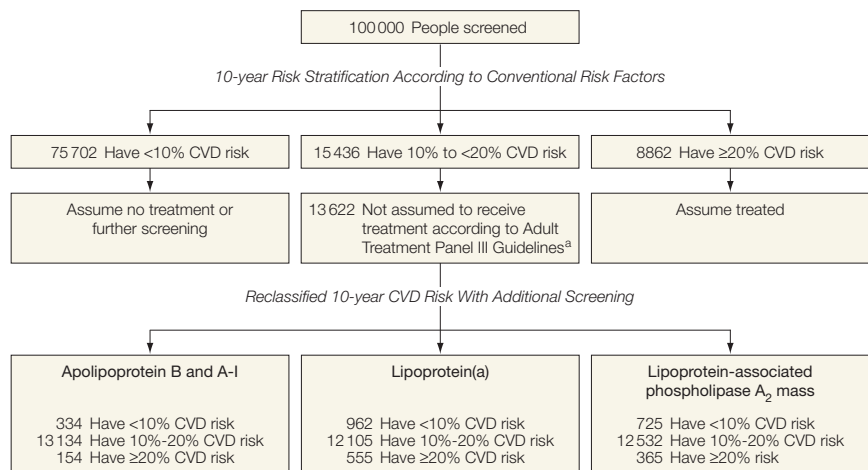 100 000 People screened
10-year Risk Stratification According to Conventional Risk Factors
75 702 Have <10% CVD risk
15 436 Have 10% to <20% CVD risk
8862 Have ≥20% CVD risk
Assume no treatment or
further screening
13 622 Not assumed to receive
treatment according to Adult
Treatment Panel III Guidelinesᵃ
Assume treated
Reclassified 10-year CVD Risk With Additional Screening
Apolipoprotein B and A-I
334 Have <10% CVD risk
13 134 Have 10%-20% CVD risk
154 Have ≥20% CVD risk
Lipoprotein(a)
962 Have <10% CVD risk
12 105 Have 10%-20% CVD risk
555 Have ≥20% CVD risk
Lipoprotein-associated
phospholipase A₂ mass
725 Have <10% CVD risk
12 532 Have 10%-20% CVD risk
365 Have ≥20% risk